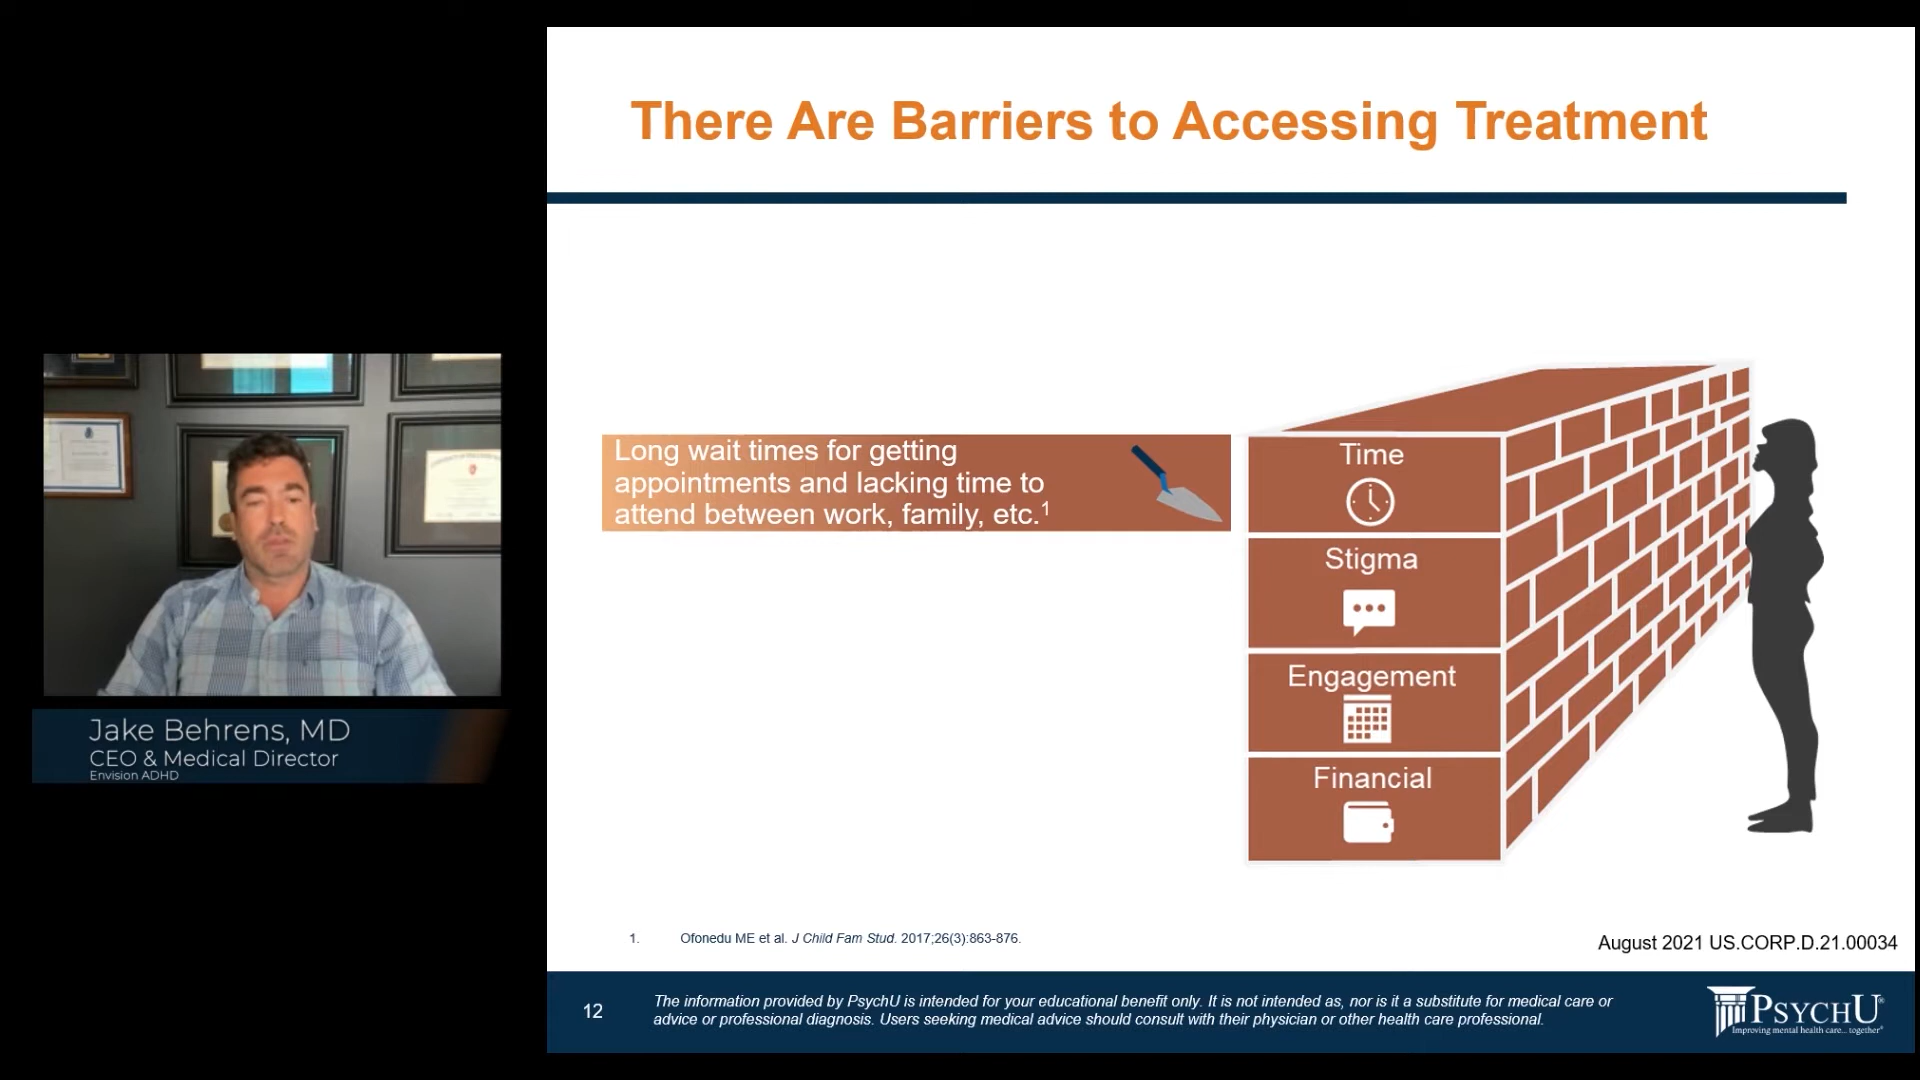 There Are Barriers to Accessing Treatment
Long wait times for getting
appointments and lacking time to
attend between work, family, etc.1
Time
Stigma
Engagement
Financial
Jake Behrens, MD
CEO & Medical Director
Envision ADHD
1. Ofonedu ME et al. J Child Fam Stud. 2017;26(3):863-876.
August 2021 US.CORP.D.21.00034
12
The information provided by PsychU is intended for your educational benefit only. It is not intended as, nor is it a substitute for medical care or
advice or professional diagnosis. Users seeking medical advice should consult with their physician or other health care professional.
PSYCHU®
Improving mental health care... together®